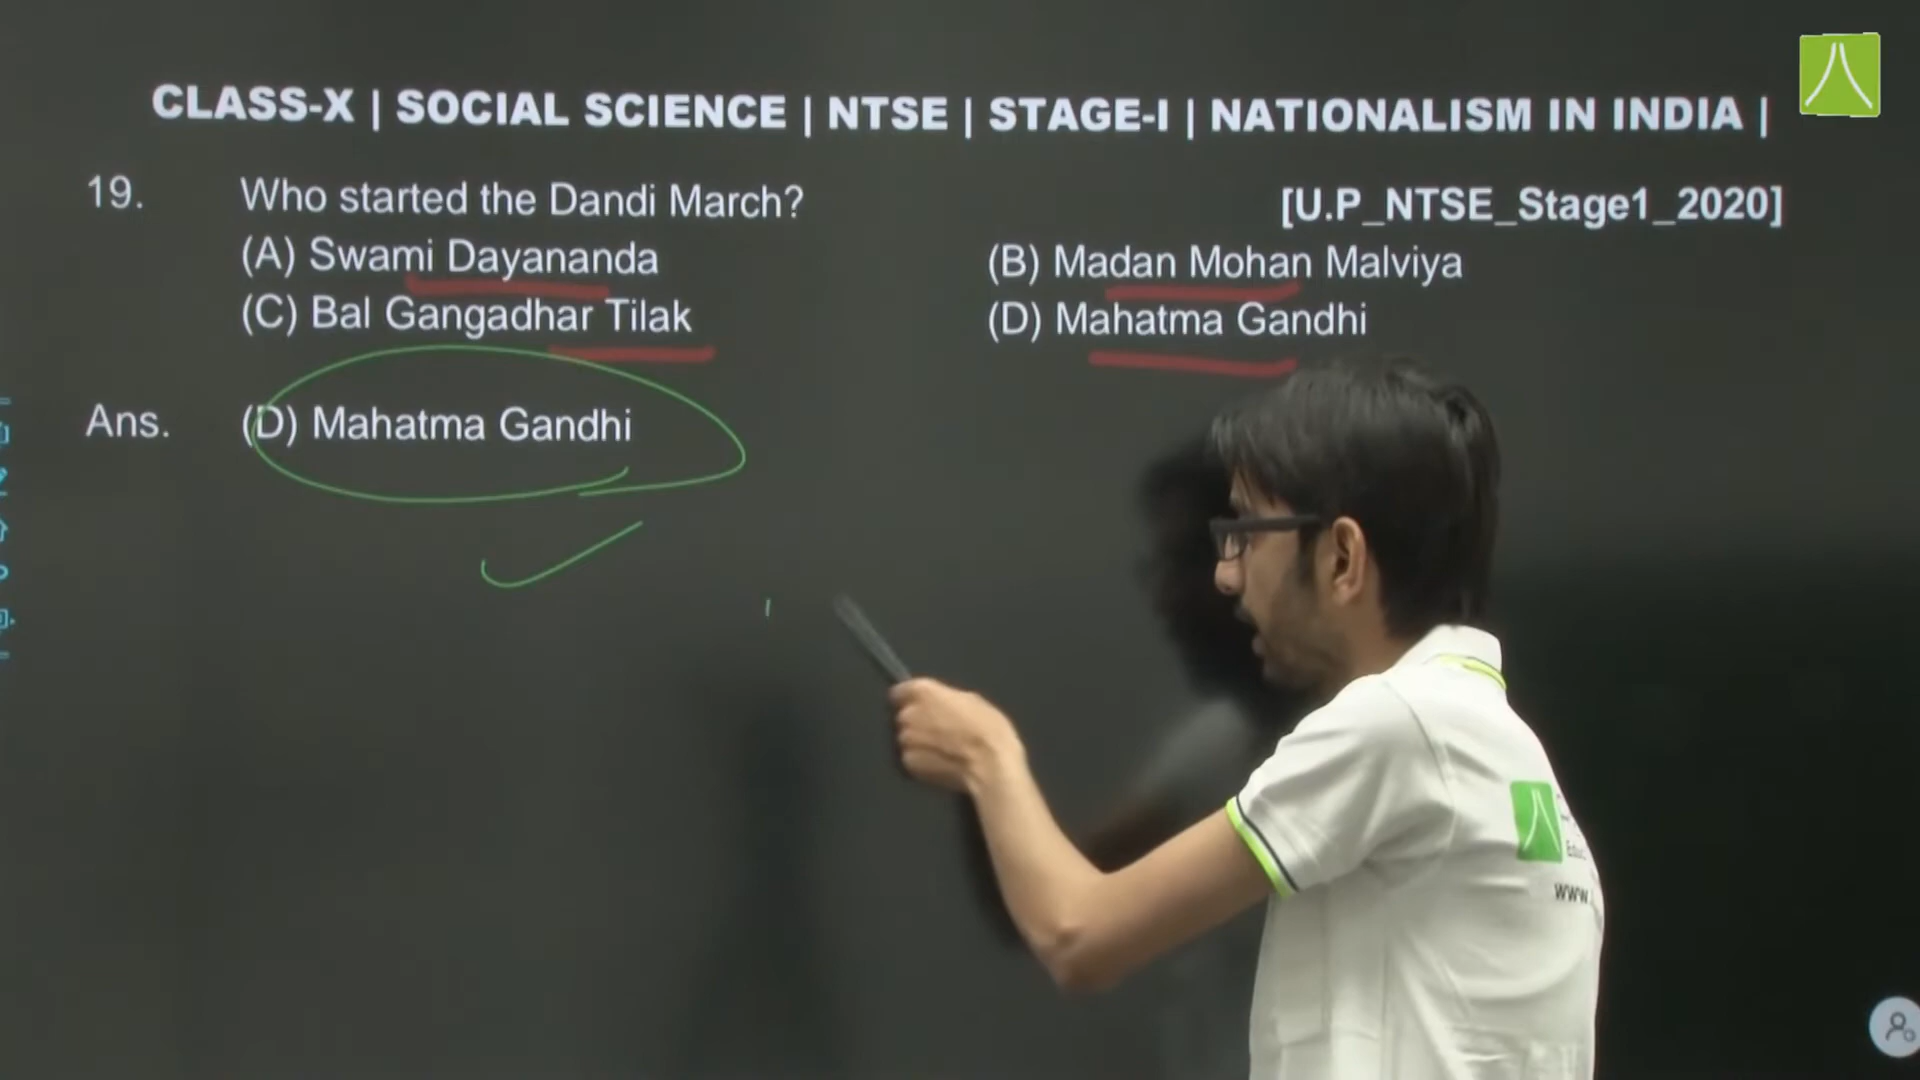 CLASS-X | SOCIAL SCIENCE | NTSE | STAGE-I | NATIONALISM IN INDIA |
19. Who started the Dandi March? [U.P_NTSE_Stage1_2020]
(A) Swami Dayananda (B) Madan Mohan Malviya
(C) Bal Gangadhar Tilak (D) Mahatma Gandhi
Ans. (D) Mahatma Gandhi
www.